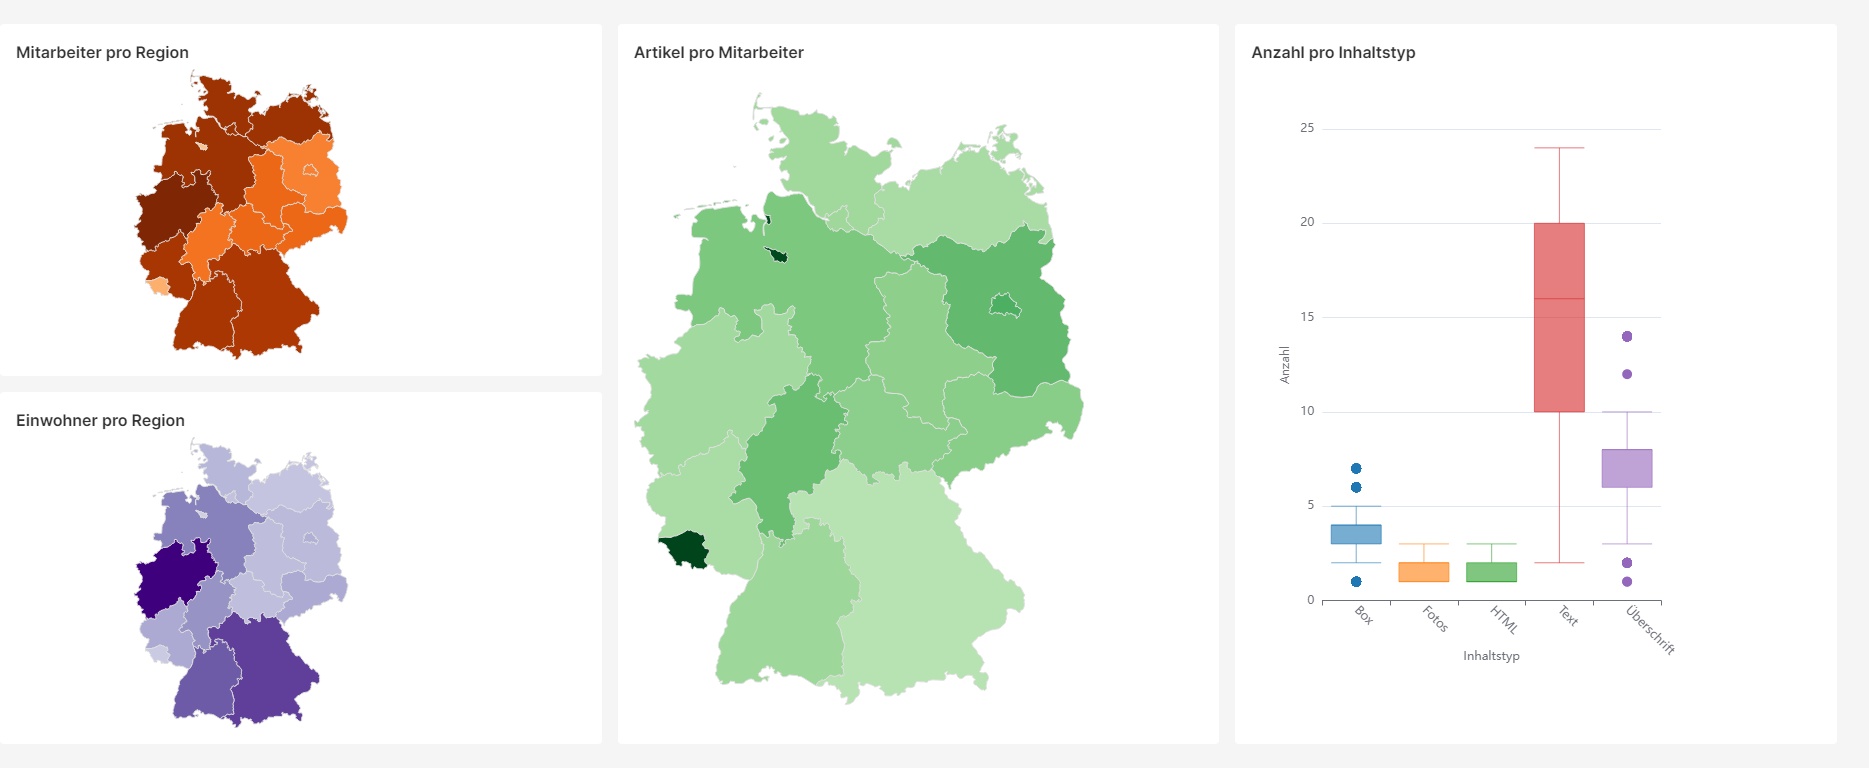 Mitarbeiter pro Region
Einwohner pro Region
Artikel pro Mitarbeiter
Anzahl pro Inhaltstyp
25
20
15
10
5
0
Anzahl
Box
Fotos
HTML
Text
Überschrift
Inhaltstyp